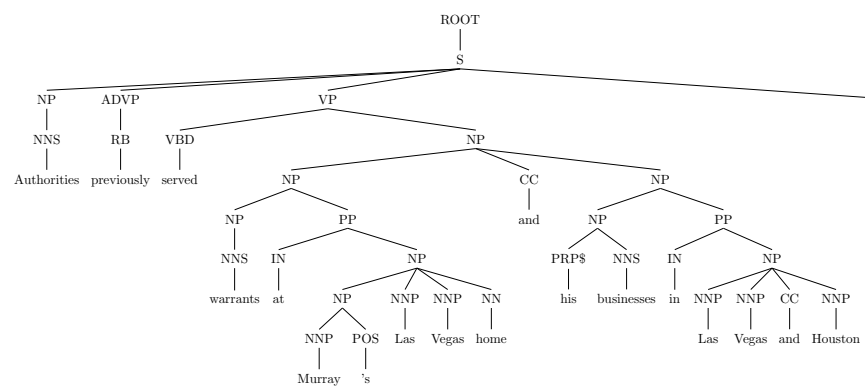 ROOT
S
NP ADVP VP
NNS RB VBD NP
Authorities previously served NP CC NP
NP PP and NP PP
NNS IN NP PRP$ NNS IN NP
warrants at NP NNP NNP NN his businesses in NNP NNP CC NNP
NNP POS Las Vegas home Las Vegas and Houston
Murray 's